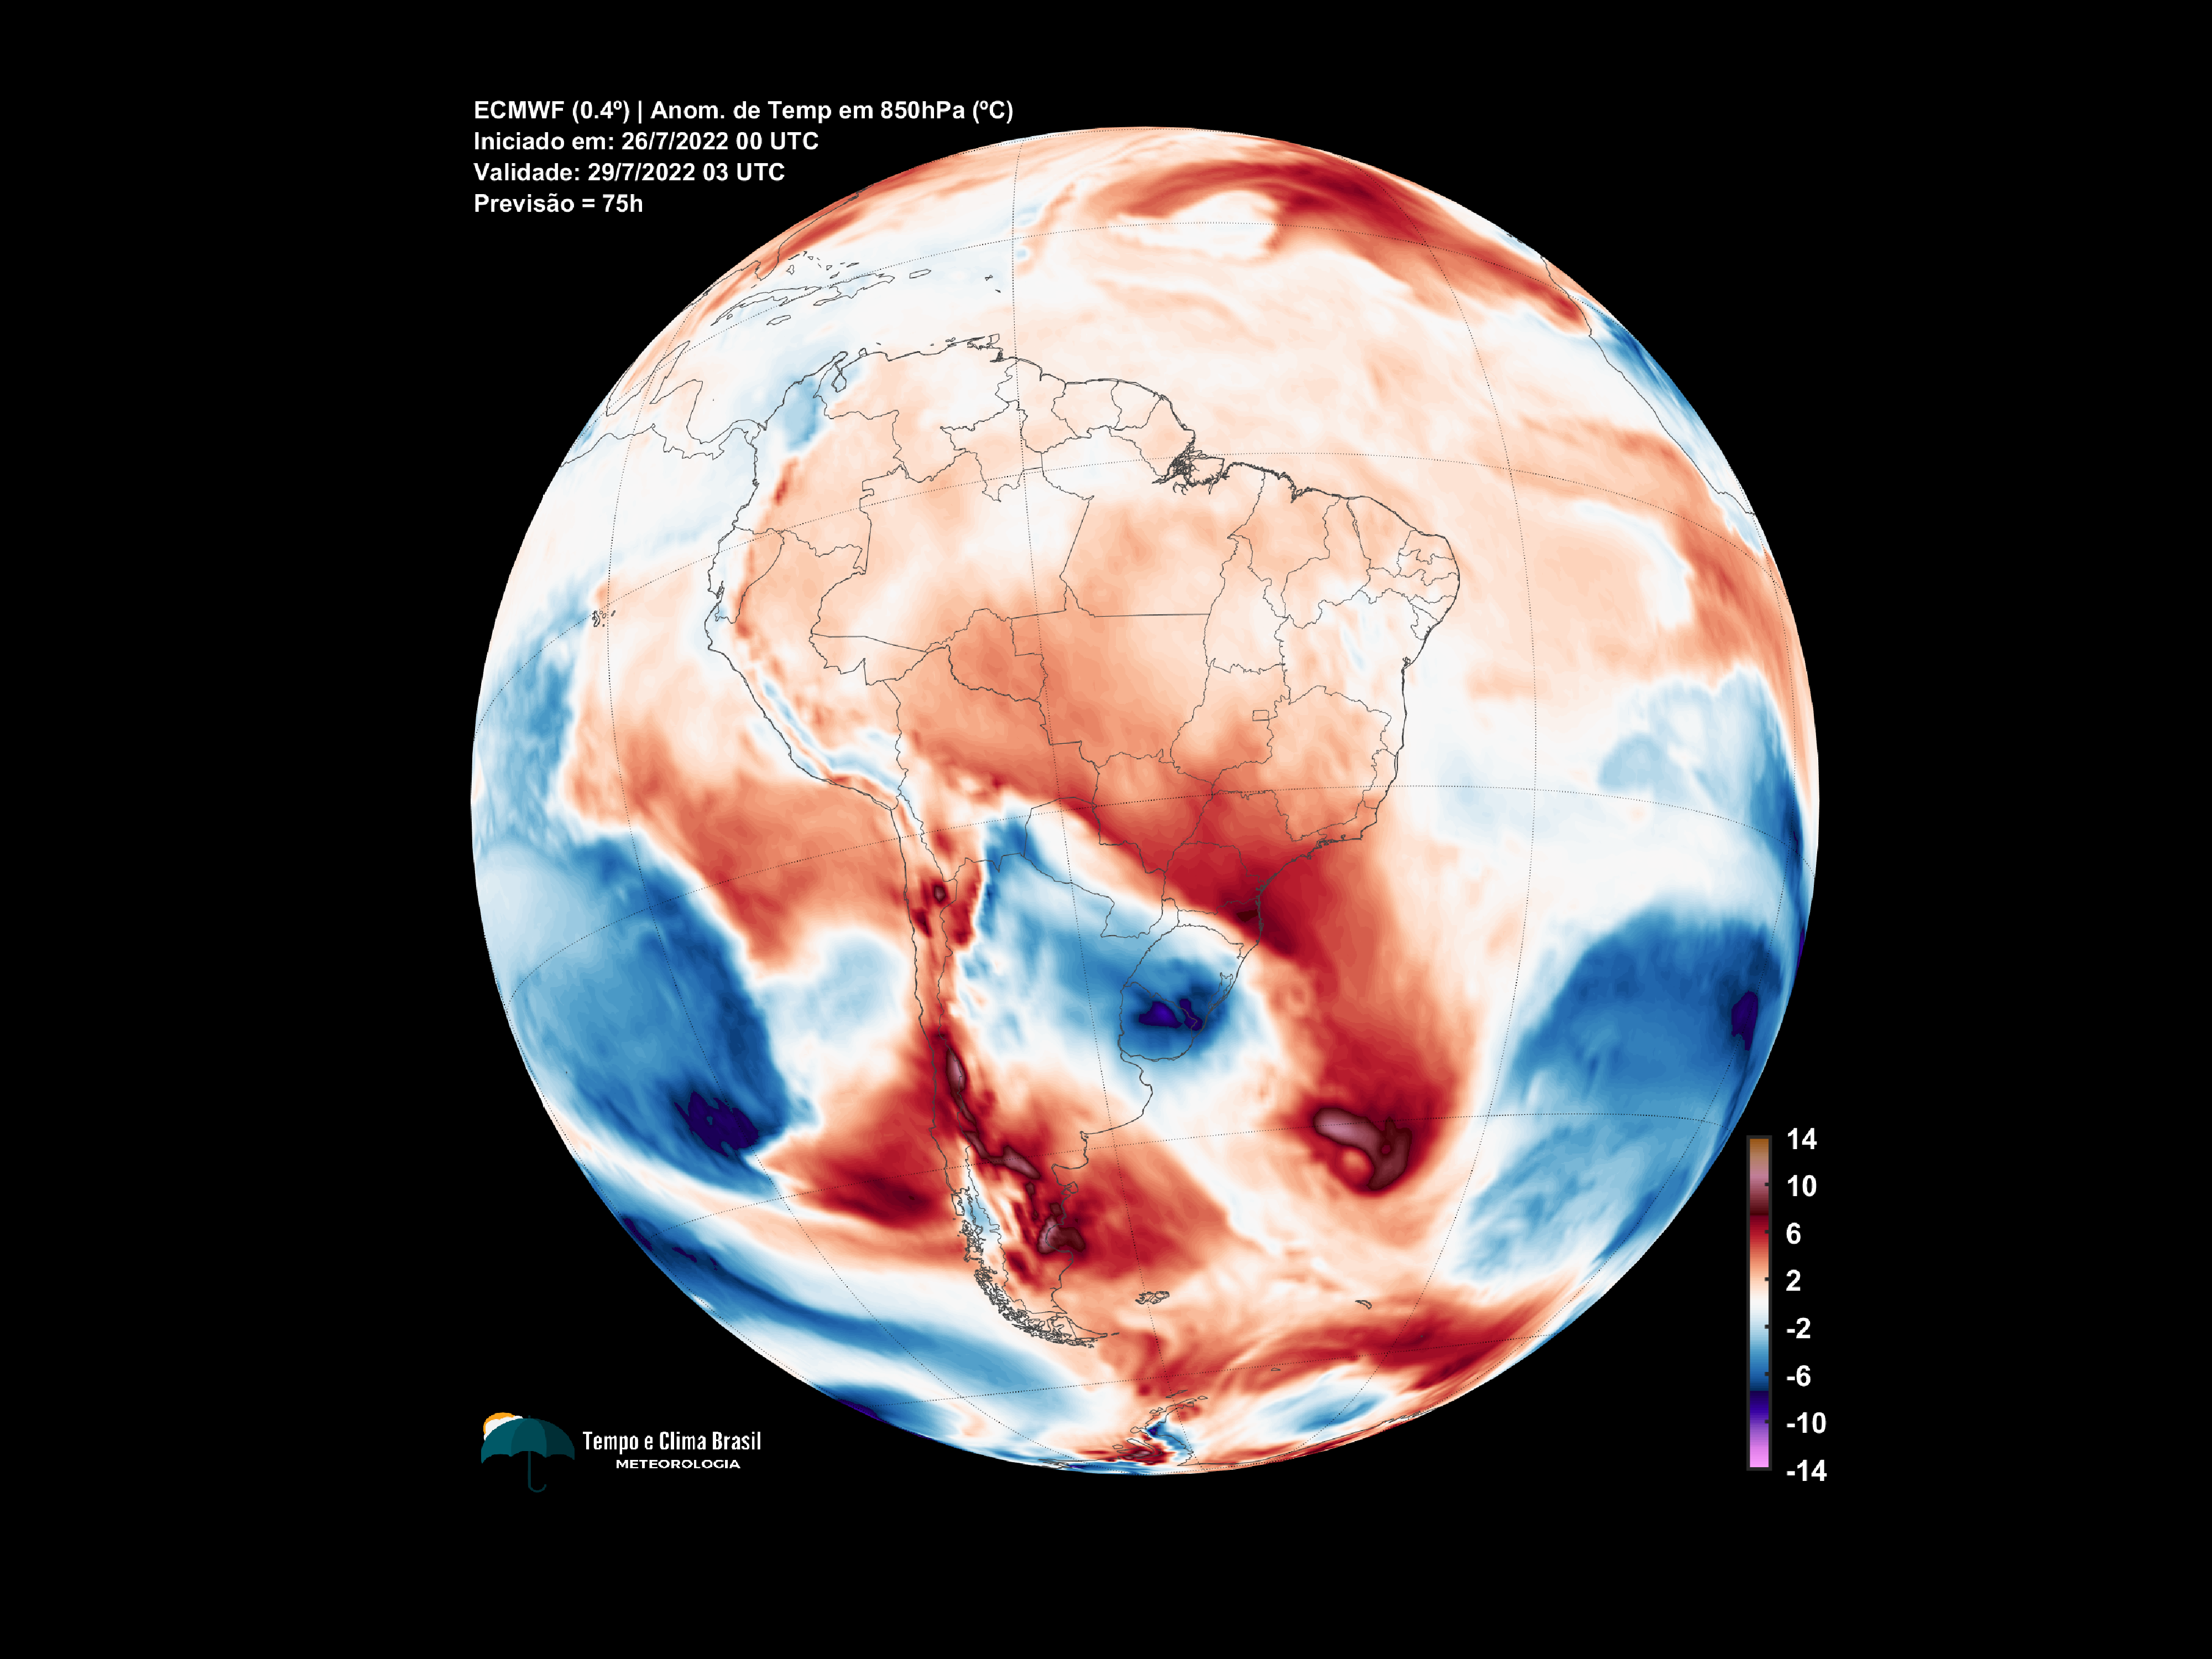 ECMWF (0.4º) | Anom. de Temp em 850hPa (ºC)
Iniciado em: 26/7/2022 00 UTC
Validade: 29/7/2022 03 UTC
Previsão = 75h
14
10
6
2
-2
-6
-10
-14
Tempo e Clima Brasil
METEOROLOGIA